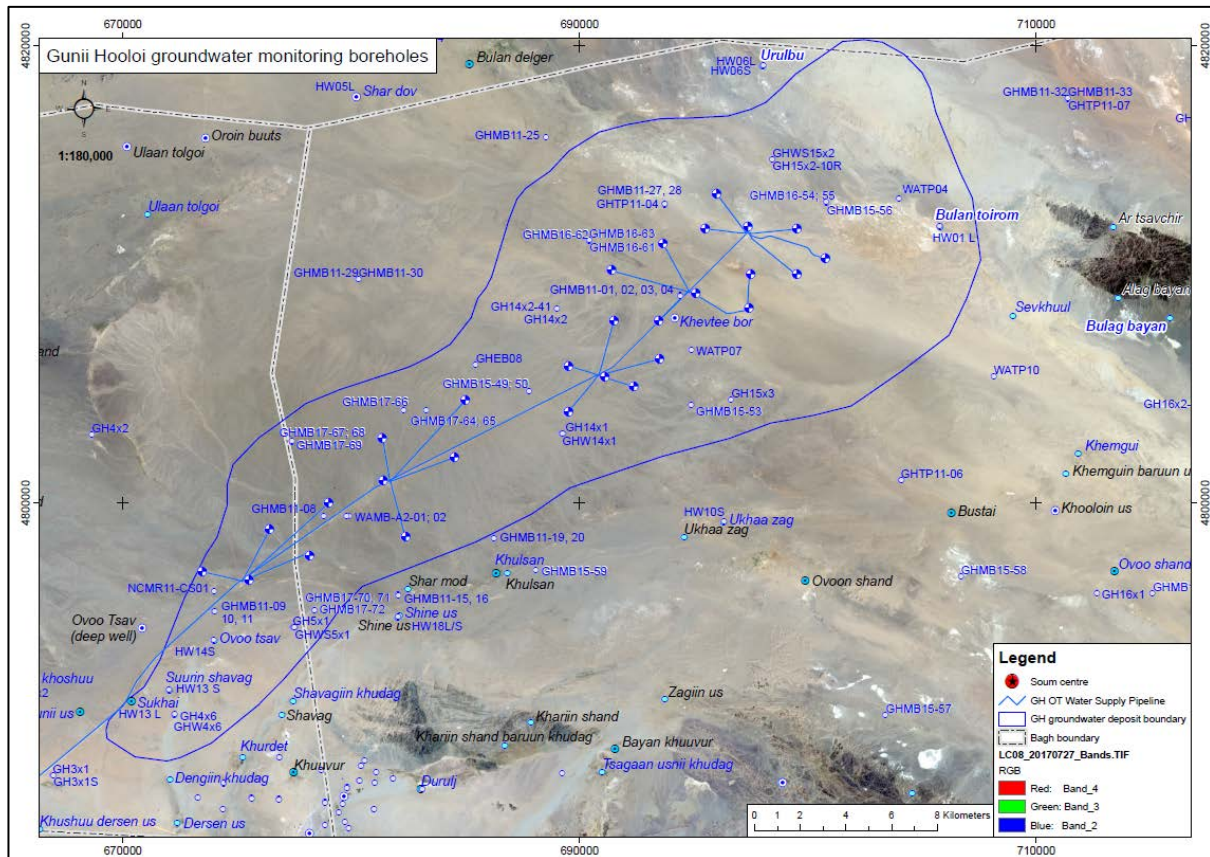 670000
690000
710000
4820000
4820000
Gunii Hooloi groundwater monitoring boreholes
Bulan delger
HW06L
Urulbu
HW06S
HW05L
Shar dov
GHMB11-32
GHMB11-33
GHTP11-07
GH
N
W
E
S
1:180,000
Oroin buuts
Ulaan tolgoi
GHMB11-25
GHWS15x2
GH15x2-10R
Ulaan tolgoi
GHMB11-27, 28
GHTP11-04
GHMB16-54; 55
GHMB15-56
WATP04
Bulan toirom
HW01 L
Ar tsavchir
GHMB16-62
GHMB16-63
GHMB16-61
GHMB11-29
GHMB11-30
GHMB11-01, 02, 03, 04
Alag bayan
GH14x2-41
GH14x2
Khevtee bor
Sevkhuul
Bulag bayan
and
WATP07
GHEB08
WATP10
GHMB15-49; 50
GH15x3
GHMB15-53
GH16x2-
GHMB17-66
GHMB17-64, 65
GH4x2
GHMB17-67; 68
GHMB17-69
GH14x1
GHW14x1
Khemgui
Khemguin baruun u
GHTP11-06
4800000
4800000
d
GHMB11-08
WAMB-A2-01; 02
HW10S
Ukhaa zag
Ukhaa zag
Bustai
Khooloin us
GHMB11-19, 20
Khulsan
Khulsan
GHMB15-59
GHMB15-58
Ovoo shand
NCMR11-CS01
Shar mod
Ovoon shand
GHMB17-70, 71
GHMB11-15, 16
GH16x1
GHMB1
GHMB11-09
10, 11
GHMB17-72
Shine us
Ovoo Tsav
(deep well)
GH5x1
GHWS5x1
Shine us
HW18L/S
HW14S
Ovoo tsav
khoshuu
x2
Suurin shavag
HW13 S
Shavagiin khudag
Zagiin us
unii us
Sukhai
HW13 L
GH4x6
GHW4x6
Shavag
Khariin shand
GHMB15-57
Khariin shand baruun khudag
Bayan khuuvur
Khurdet
Khuuvur
Tsagaan usnii khudag
GH3x1
GH3x1S
Dengiin khudag
Durulj
Khushuu dersen us
Dersen us
0 2 4 6 8 Kilometers
Legend
Soum centre
GH OT Water Supply Pipeline
GH groundwater deposit boundary
Bagh boundary
LC08_20170727_Bands.TIF
RGB
Red: Band_4
Green: Band_3
Blue: Band_2
670000
690000
710000